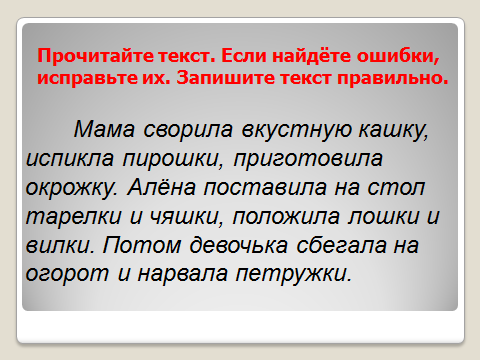 Прочитайте текст. Если найдёте ошибки,
исправьте их. Запишите текст правильно.
Мама сворила вкустную кашку,
испикла пирошки, приготовила
окрожку. Алёна поставила на стол
тарелки и чяшки, положила лошки и
вилки. Потом девочька сбегала на
огорот и нарвала петружки.